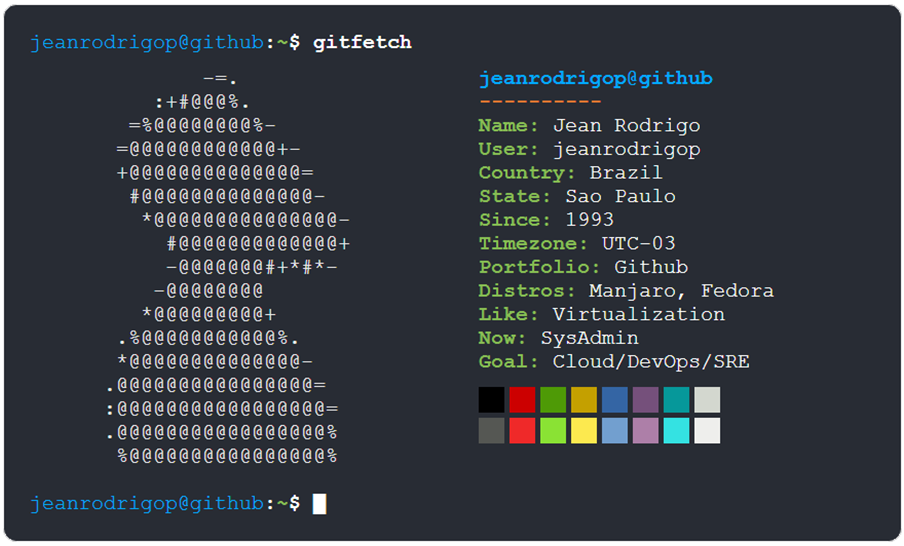 jeanrodrigop@github:~$ gitfetch
                 -=.
             :+#@@@%.
           =%@@@@@@@@%-
          =@@@@@@@@@@@@+-
          +@@@@@@@@@@@@@@=
           #@@@@@@@@@@@@@@-
            *@@@@@@@@@@@@@@@-
              #@@@@@@@@@@@@@+
              -@@@@@@@#+*#*-
             -@@@@@@@@
            *@@@@@@@@@+
          .%@@@@@@@@@@@%.
          *@@@@@@@@@@@@@@-
         .@@@@@@@@@@@@@@@@=
         :@@@@@@@@@@@@@@@@@=
         .@@@@@@@@@@@@@@@@@%
          %@@@@@@@@@@@@@@@@%
jeanrodrigop@github
----------
Name: Jean Rodrigo
User: jeanrodrigop
Country: Brazil
State: Sao Paulo
Since: 1993
Timezone: UTC-03
Portfolio: Github
Distros: Manjaro, Fedora
Like: Virtualization
Now: SysAdmin
Goal: Cloud/DevOps/SRE
jeanrodrigop@github:~$